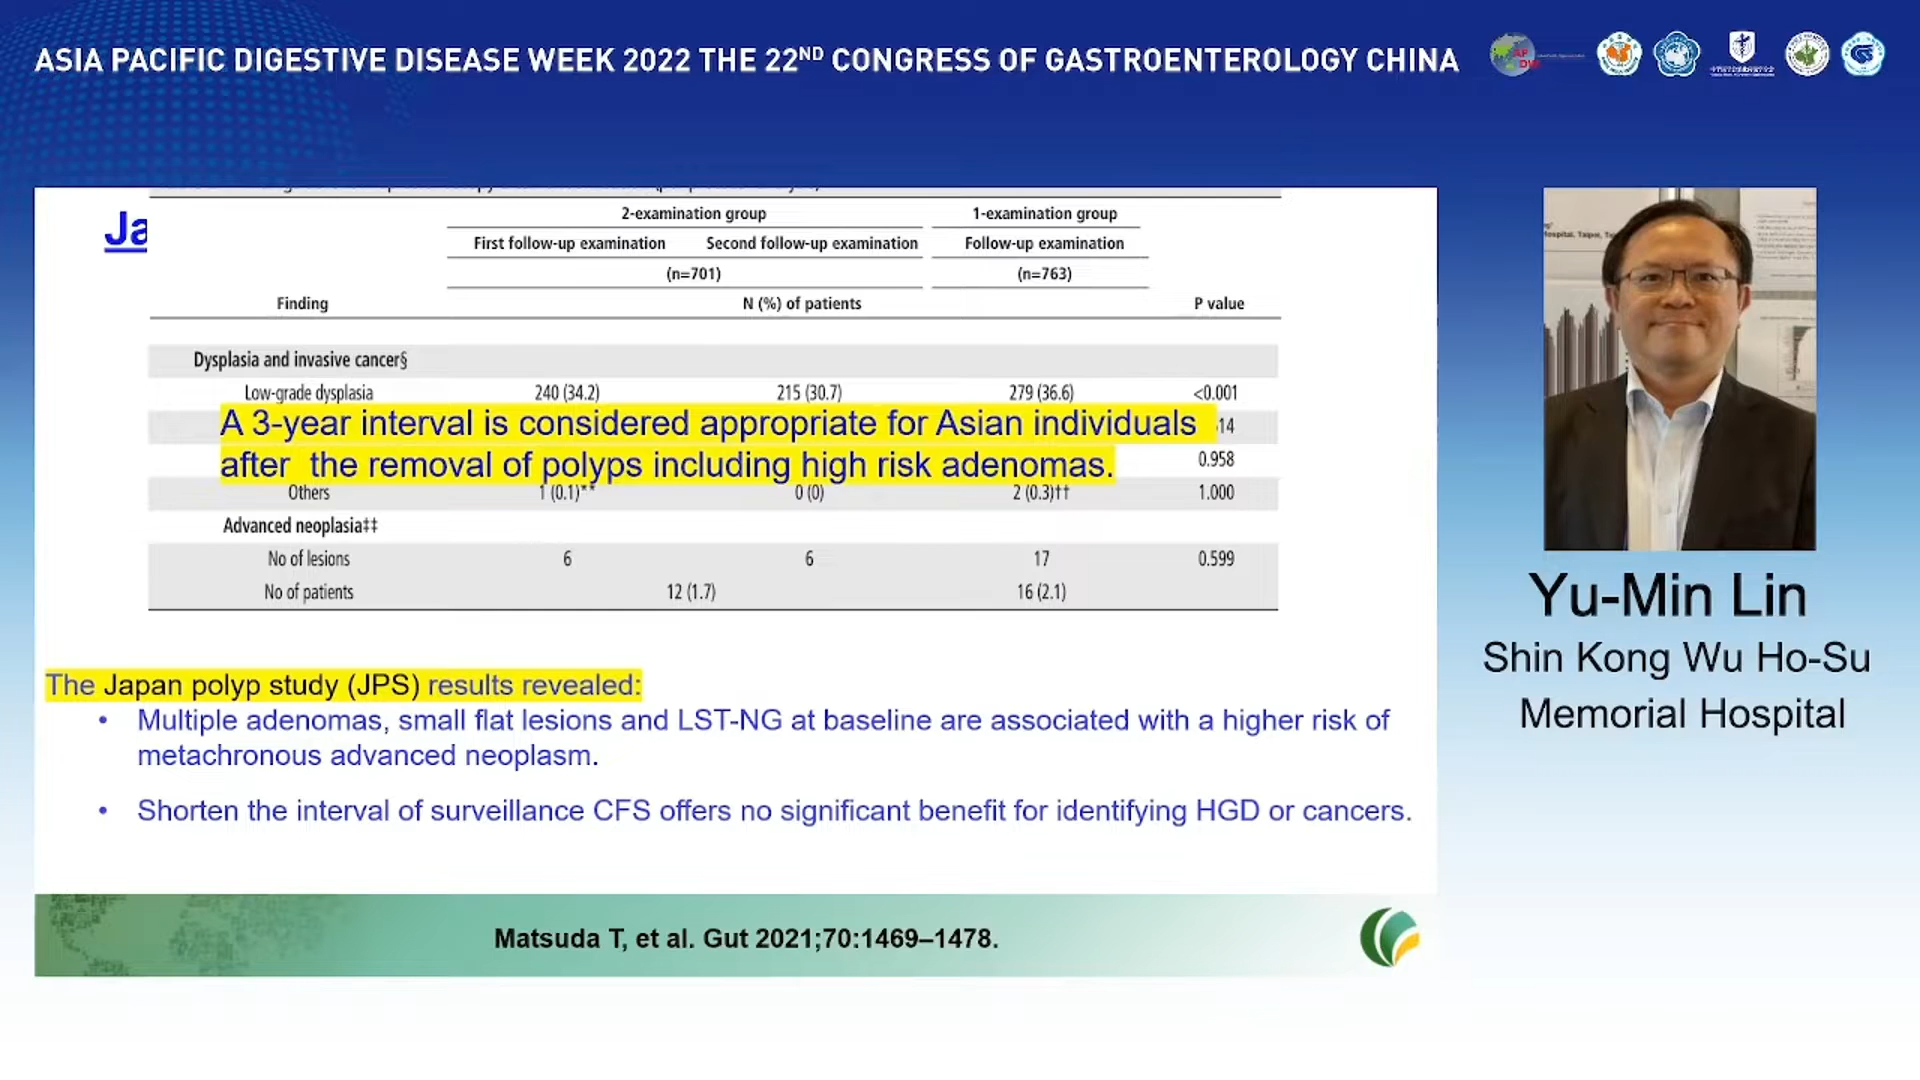 ASIA PACIFIC DIGESTIVE DISEASE WEEK 2022 THE 22ND CONGRESS OF GASTROENTEROLOGY CHINA
Ja
2-examination group 1-examination group
First follow-up examination Second follow-up examination Follow-up examination
(n=701) (n=763)
Finding N (%) of patients P value
Dysplasia and invasive cancer§
Low-grade dysplasia 240 (34.2) 215 (30.7) 279 (36.6) <0.001
A 3-year interval is considered appropriate for Asian individuals 14
after the removal of polyps including high risk adenomas. 0.958
Others 1 (0.1)** 0 (0) 2 (0.3)†† 1.000
Advanced neoplasia‡‡
No of lesions 6 6 17 0.599
No of patients 12 (1.7) 16 (2.1)
The Japan polyp study (JPS) results revealed:
• Multiple adenomas, small flat lesions and LST-NG at baseline are associated with a higher risk of
metachronous advanced neoplasm.
• Shorten the interval of surveillance CFS offers no significant benefit for identifying HGD or cancers.
Matsuda T, et al. Gut 2021;70:1469–1478.
Yu-Min Lin
Shin Kong Wu Ho-Su
Memorial Hospital